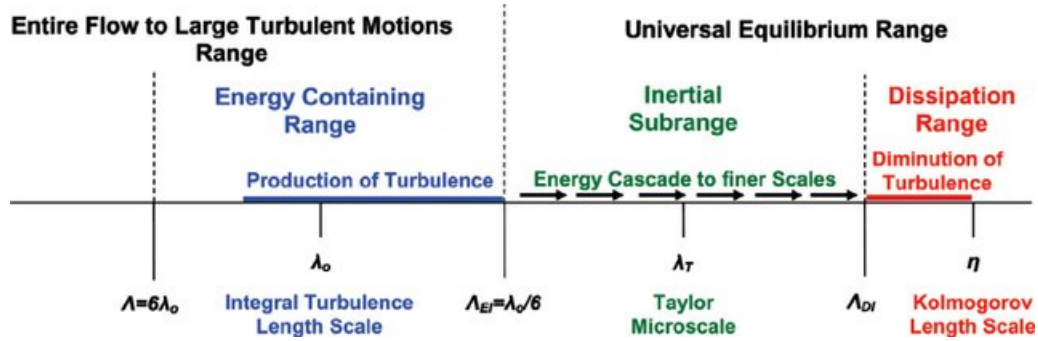 Entire Flow to Large Turbulent Motions
Range
Universal Equilibrium Range
Energy Containing
Range
Inertial
Subrange
Dissipation
Range
Production of Turbulence
Energy Cascade to finer Scales
Diminution of
Turbulence
λo
λT
η
Λ=6λo
Integral Turbulence
Length Scale
ΛEI=λo/6
Taylor
Microscale
ΛDI
Kolmogorov
Length Scale